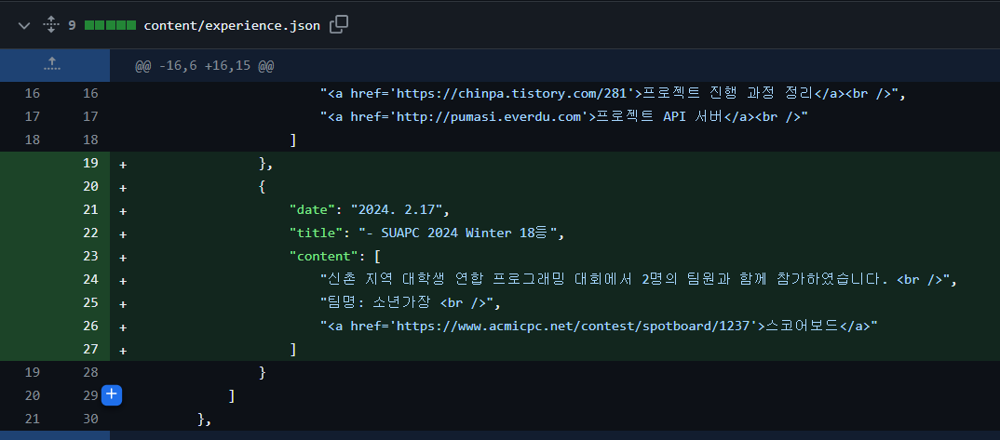 9 content/experience.json
@@ -16,6 +16,15 @@
16 16 "<a href='https://chinpa.tistory.com/281'>프로젝트 진행 과정 정리</a><br />",
17 17 "<a href='http://pumasi.everdu.com'>프로젝트 API 서버</a><br />"
18 18 ]
19 + },
20 + {
21 + "date": "2024. 2.17",
22 + "title": "- SUAPC 2024 Winter 18등",
23 + "content": [
24 + "신촌 지역 대학생 연합 프로그래밍 대회에서 2명의 팀원과 함께 참가하였습니다. <br />",
25 + "팀명: 소년가장 <br />",
26 + "<a href='https://www.acmicpc.net/contest/spotboard/1237'>스코어보드</a>"
27 + ]
19 28 }
20 29 + ]
21 30 },